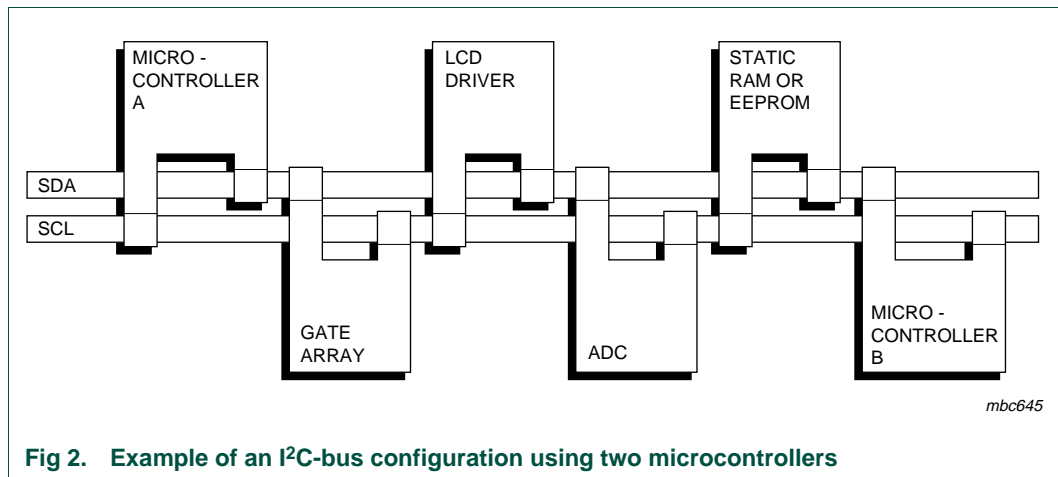 MICRO -
CONTROLLER
A
LCD
DRIVER
STATIC
RAM OR
EEPROM
SDA
SCL
GATE
ARRAY
ADC
MICRO -
CONTROLLER
B
mbc645
Fig 2. Example of an I²C-bus configuration using two microcontrollers